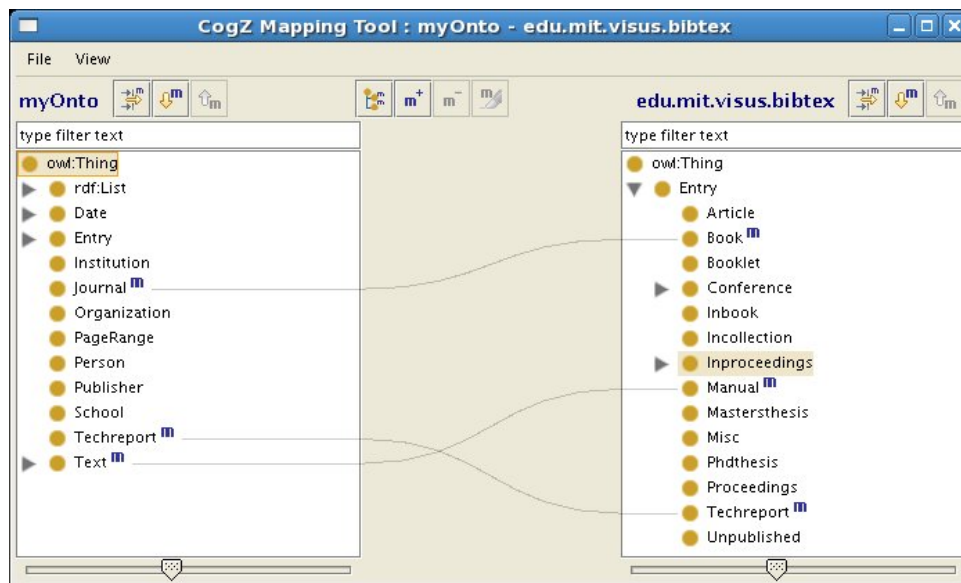 CogZ Mapping Tool : myOnto - edu.mit.visus.bibtex
File View
myOnto
m
m
m
m+
m-
m
edu.mit.visus.bibtex
m
m
m
type filter text
owl:Thing
rdf:List
Date
Entry
Institution
Journal m
Organization
PageRange
Person
Publisher
School
Techreport m
Text m
type filter text
owl:Thing
Entry
Article
Book m
Booklet
Conference
Inbook
Incollection
Inproceedings
Manual m
Mastersthesis
Misc
Phdthesis
Proceedings
Techreport m
Unpublished